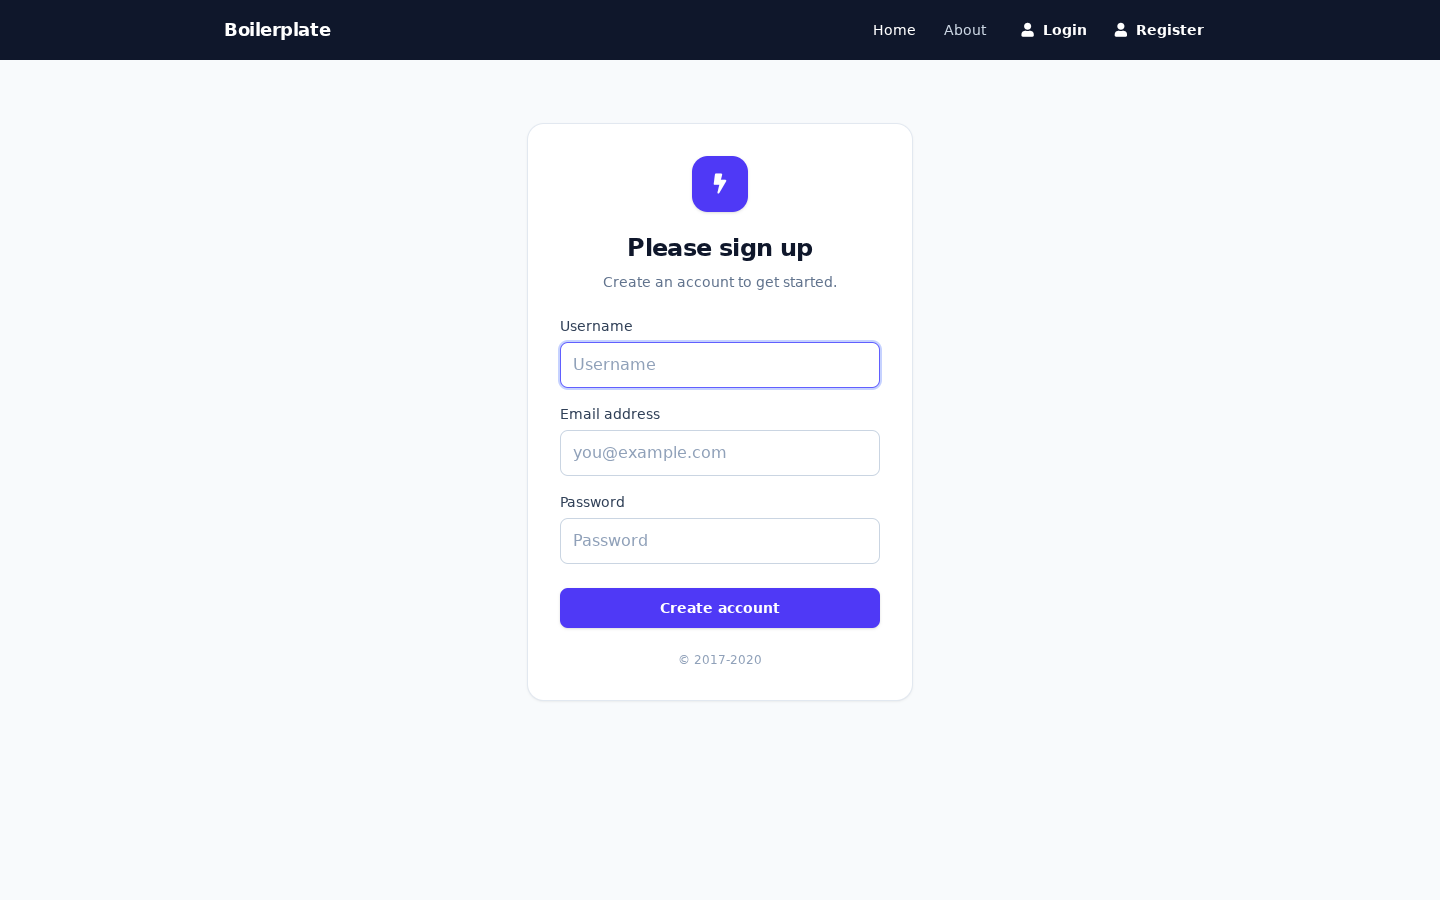 Boilerplate
Home About Login Register
Please sign up
Create an account to get started.
Username
Username
Email address
you@example.com
Password
Password
Create account
© 2017-2020